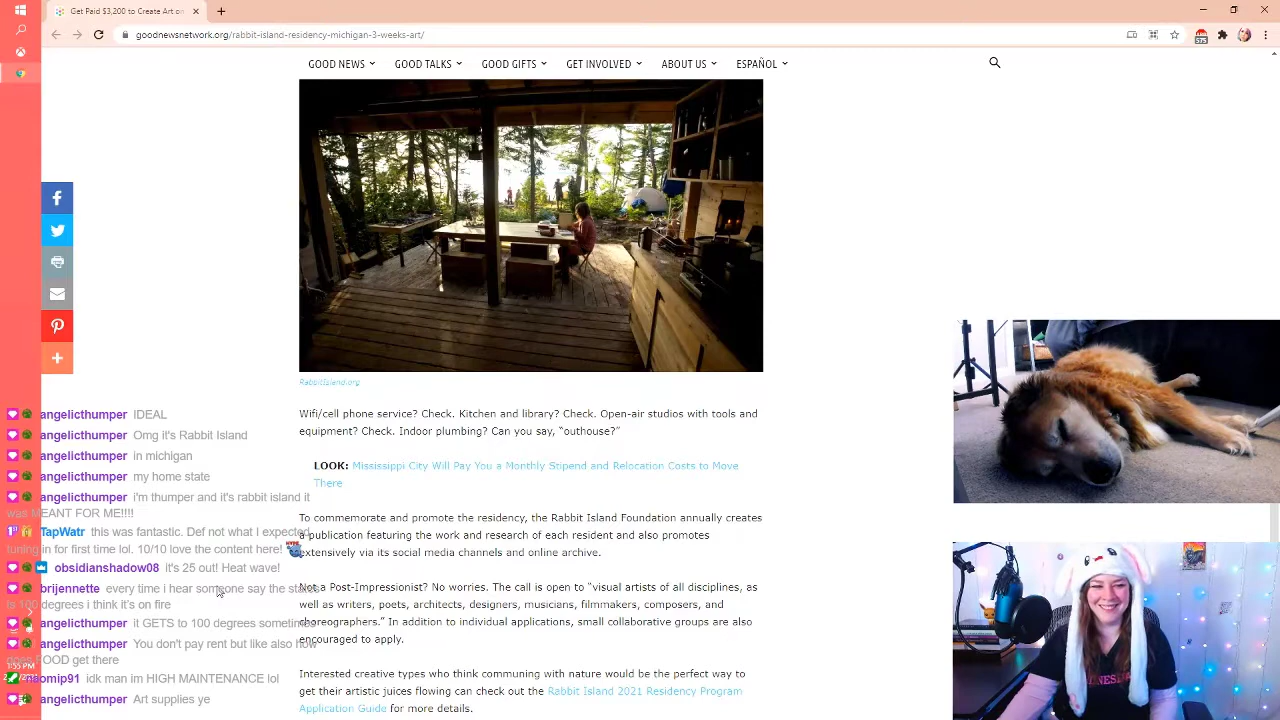 Get Paid $3,200 to Create Art on
goodnewsnetwork.org/rabbit-island-residency-michigan-3-weeks-art/
575
GOOD NEWS GOOD TALKS GOOD GIFTS GET INVOLVED ABOUT US ESPAÑOL
RabbitIsland.org
Wifi/cell phone service? Check. Kitchen and library? Check. Open-air studios with tools and
equipment? Check. Indoor plumbing? Can you say, “outhouse?”
LOOK: Mississippi City Will Pay You a Monthly Stipend and Relocation Costs to Move
There
To commemorate and promote the residency, the Rabbit Island Foundation annually creates
a publication featuring the work and research of each resident and also promotes
extensively via its social media channels and online archive.
Not a Post-Impressionist? No worries. The call is open to “visual artists of all disciplines, as
well as writers, poets, architects, designers, musicians, filmmakers, composers, and
choreographers.” In addition to individual applications, small collaborative groups are also
encouraged to apply.
Interested creative types who think communing with nature would be the perfect way to
get their artistic juices flowing can check out the Rabbit Island 2021 Residency Program
Application Guide for more details.
angelicthumper IDEAL
angelicthumper Omg it's Rabbit Island
angelicthumper in michigan
angelicthumper my home state
angelicthumper i'm thumper and it's rabbit island it
was MEANT FOR ME!!!!
TapWatr this was fantastic. Def not what I expected
tuning in for first time lol. 10/10 love the content here!
obsidianshadow08 it's 25 out! Heat wave!
brijennette every time i hear someone say the states
is 100 degrees i think it's on fire
angelicthumper it GETS to 100 degrees sometimes
angelicthumper You don't pay rent but like also how
does FOOD get there
naomip91 idk man im HIGH MAINTENANCE lol
angelicthumper Art supplies ye
1:55 PM